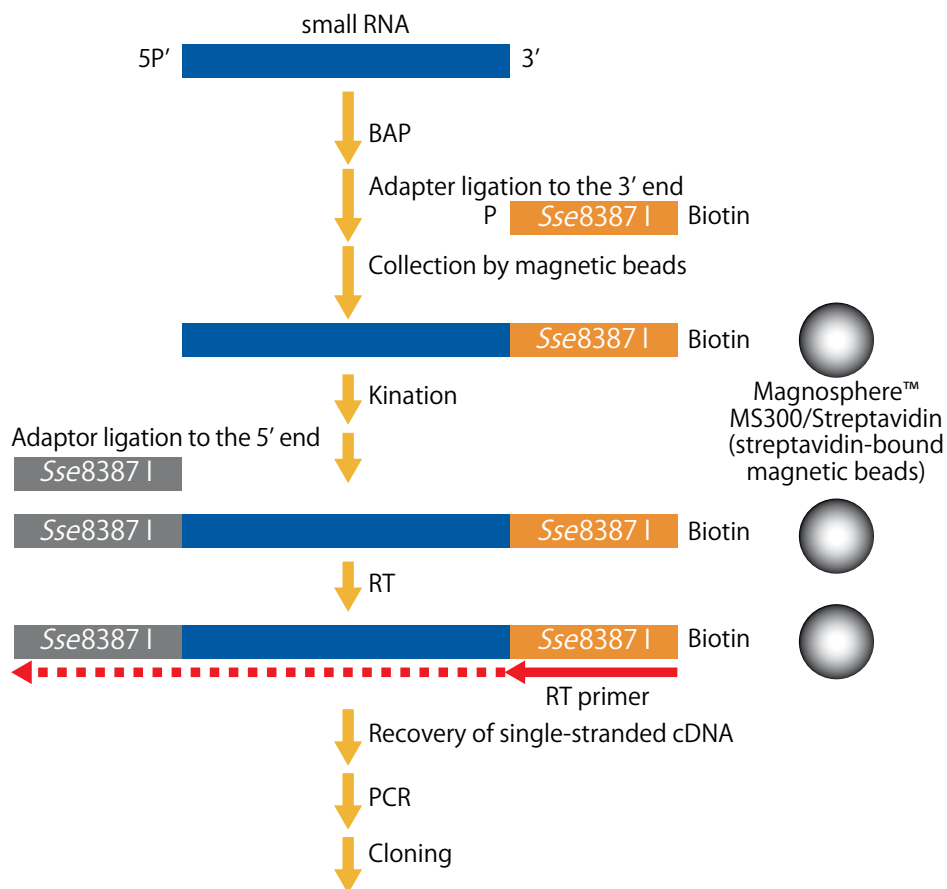 small RNA
5P’ 3’
BAP
Adapter ligation to the 3’ end
P Sse8387 I Biotin
Collection by magnetic beads
Sse8387 I Biotin
Kination
Magnosphere™
MS300/Streptavidin
(streptavidin-bound
magnetic beads)
Adaptor ligation to the 5’ end
Sse8387 I
Sse8387 I Sse8387 I Biotin
RT
Sse8387 I Sse8387 I Biotin
RT primer
Recovery of single-stranded cDNA
PCR
Cloning